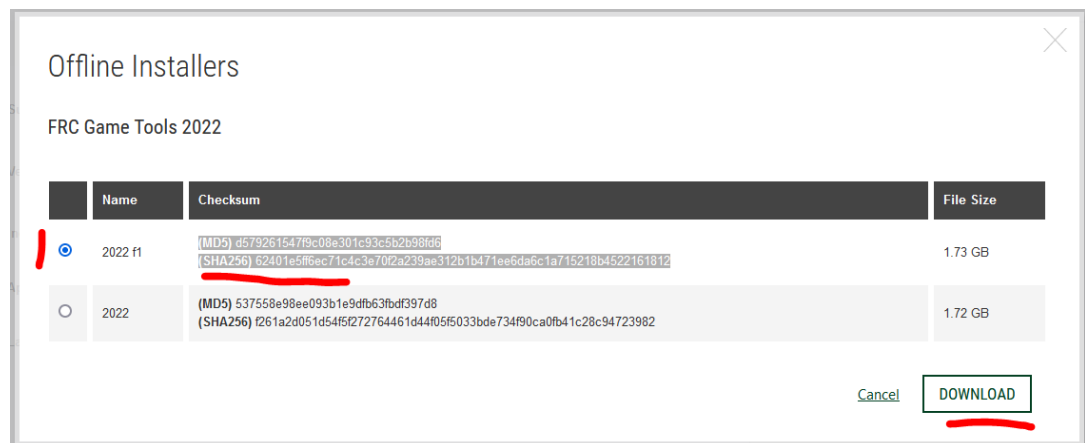 Offline Installers
FRC Game Tools 2022
Name Checksum File Size
2022 f1
(MD5) d579261547f9c08e301c93c5b2b98fd6
(SHA256) 62401e5ff6ec71c4c3e70f2a239ae312b1b471ee6da6c1a715218b4522161812
1.73 GB
2022
(MD5) 537558e98ee093b1e9dfb63fbdf397d8
(SHA256) f261a2d051d54f5f272764461d44f05f5033bde734f90ca0fb41c28c94723982
1.72 GB
Cancel DOWNLOAD